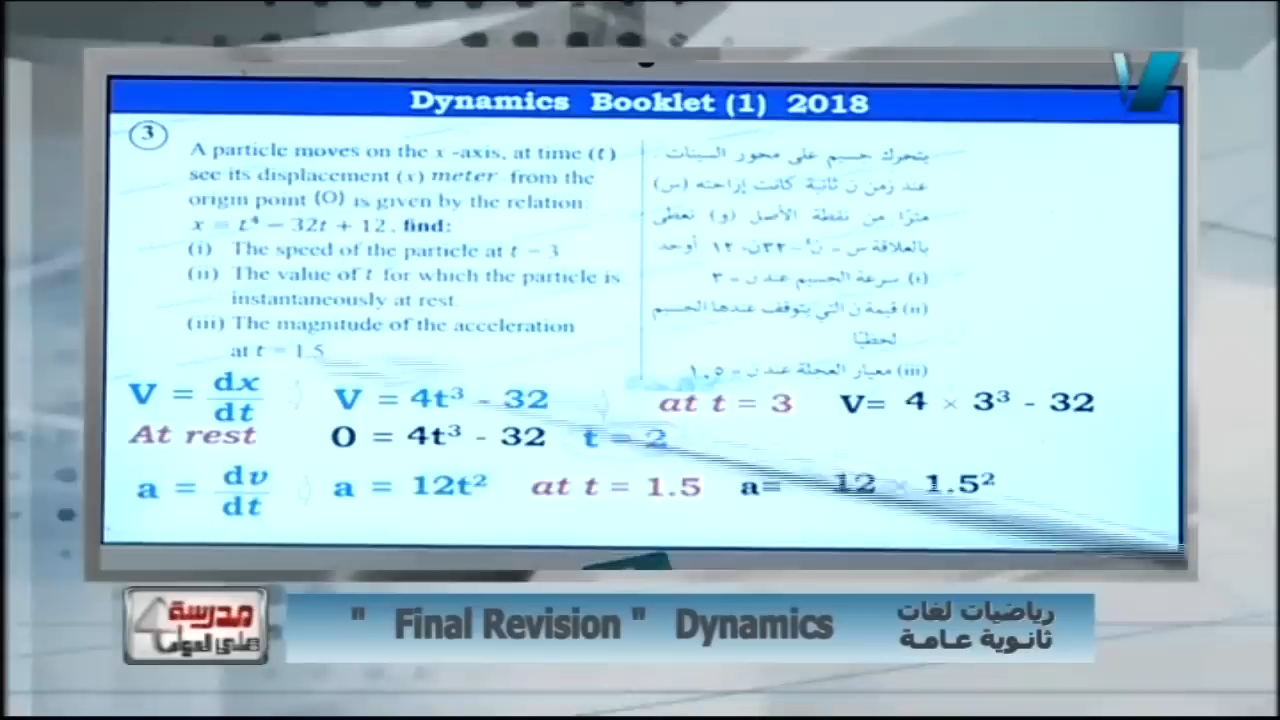 Dynamics Booklet (1) 2018
3
A particle moves on the x -axis, at time (t)
see its displacement (x) meter from the
origin point (O) is given by the relation
x = t⁴ − 32t + 12 , find:
(i) The speed of the particle at t = 3
(ii) The value of t for which the particle is
instantaneously at rest
(iii) The magnitude of the acceleration
at t = 1.5
يتحرك جسيم على محور السينات .
عند زمن ن ثانية كانت إزاحته (س)
مترًا من نقطة الأصل (و) تعطى
بالعلاقة س = ن⁴ - ٣٢ن + ١٢ أوجد
(i) سرعة الجسيم عند ن = ٣
(ii) قيمة ن التي يتوقف عندها الجسيم
لحظيًا
(iii) معيار العجلة عند ن = ١,٥
V = dx/dt V = 4t³ - 32 at t = 3 V= 4 × 3³ - 32
At rest 0 = 4t³ - 32 t = 2
a = dv/dt a = 12t² at t = 1.5 a= 12 × 1.5²
مدرسة
على الهواء
" Final Revision " Dynamics
رياضيات لغات
ثانوية عامة